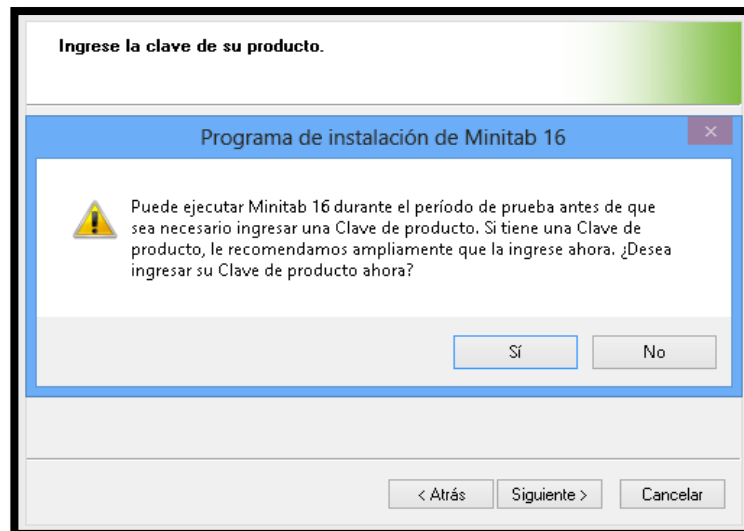 Ingrese la clave de su producto.
Programa de instalación de Minitab 16
Puede ejecutar Minitab 16 durante el período de prueba antes de que
sea necesario ingresar una Clave de producto. Si tiene una Clave de
producto, le recomendamos ampliamente que la ingrese ahora. ¿Desea
ingresar su Clave de producto ahora?
Sí No
< Atrás Siguiente > Cancelar